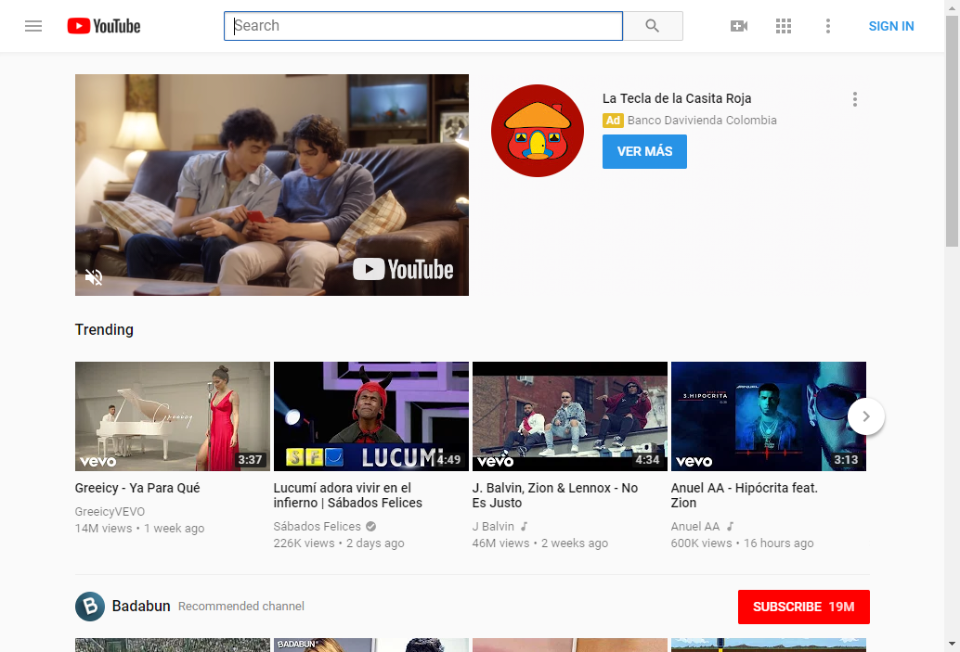 YouTube
Search
SIGN IN
YouTube
La Tecla de la Casita Roja
Ad Banco Davivienda Colombia
VER MÁS
Trending
Greeicy
vevo
3:37
SF
LUCUMí
4:49
vevo
4:34
3.HIPOCRITA
vevo
3:13
Greeicy - Ya Para Qué
GreeicyVEVO
14M views • 1 week ago
Lucumí adora vivir en el
infierno | Sábados Felices
Sábados Felices
226K views • 2 days ago
J. Balvin, Zion & Lennox - No
Es Justo
J Balvin
46M views • 2 weeks ago
Anuel AA - Hipócrita feat.
Zion
Anuel AA
600K views • 16 hours ago
B
Badabun Recommended channel
SUBSCRIBE 19M
BADABUN